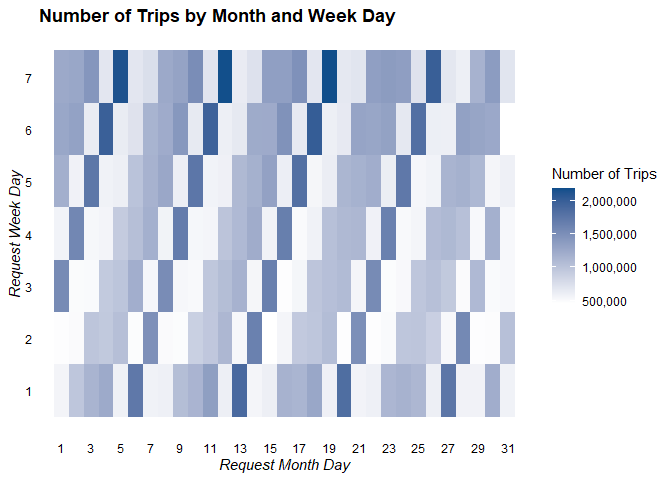 Number of Trips by Month and Week Day
Request Week Day
7
6
5
4
3
2
1
1 3 5 7 9 11 13 15 17 19 21 23 25 27 29 31
Request Month Day
Number of Trips
2,000,000
1,500,000
1,000,000
500,000